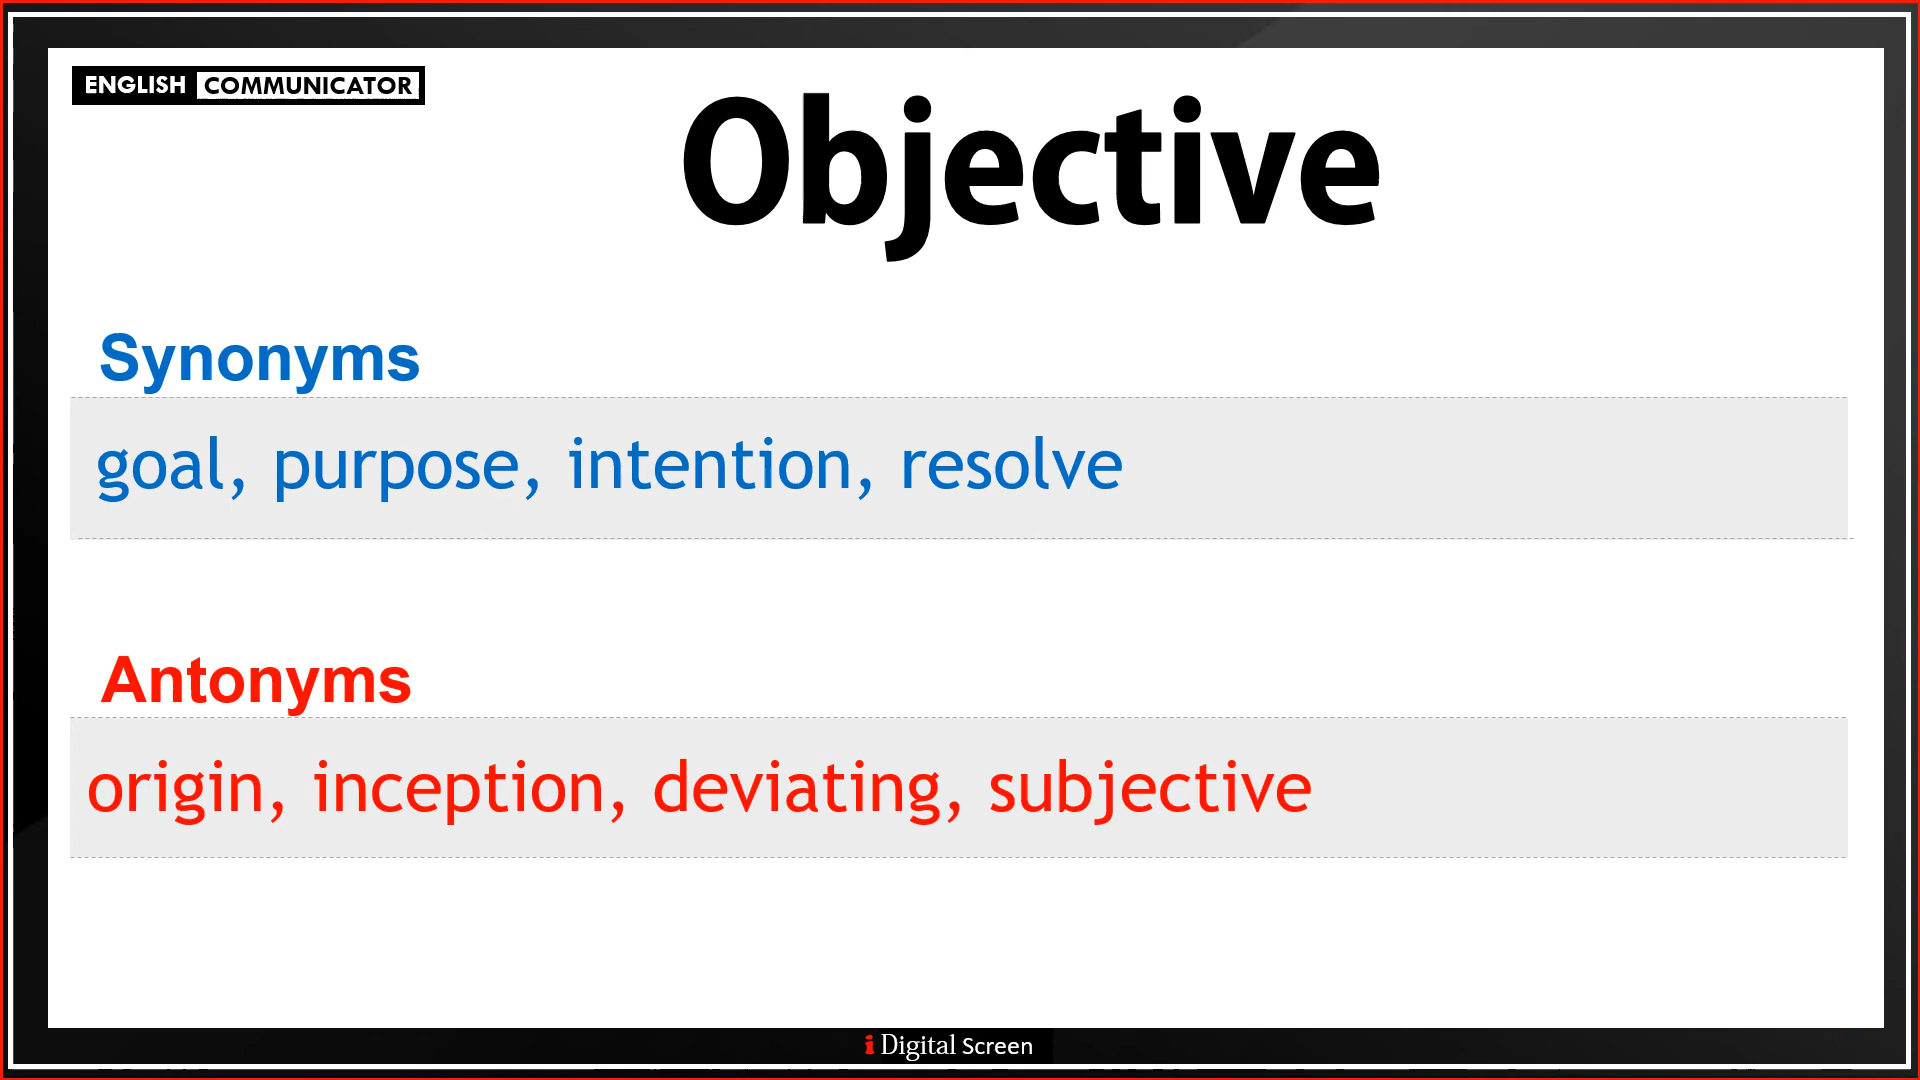 ENGLISH COMMUNICATOR
Objective
Synonyms
goal, purpose, intention, resolve
Antonyms
origin, inception, deviating, subjective
i Digital Screen